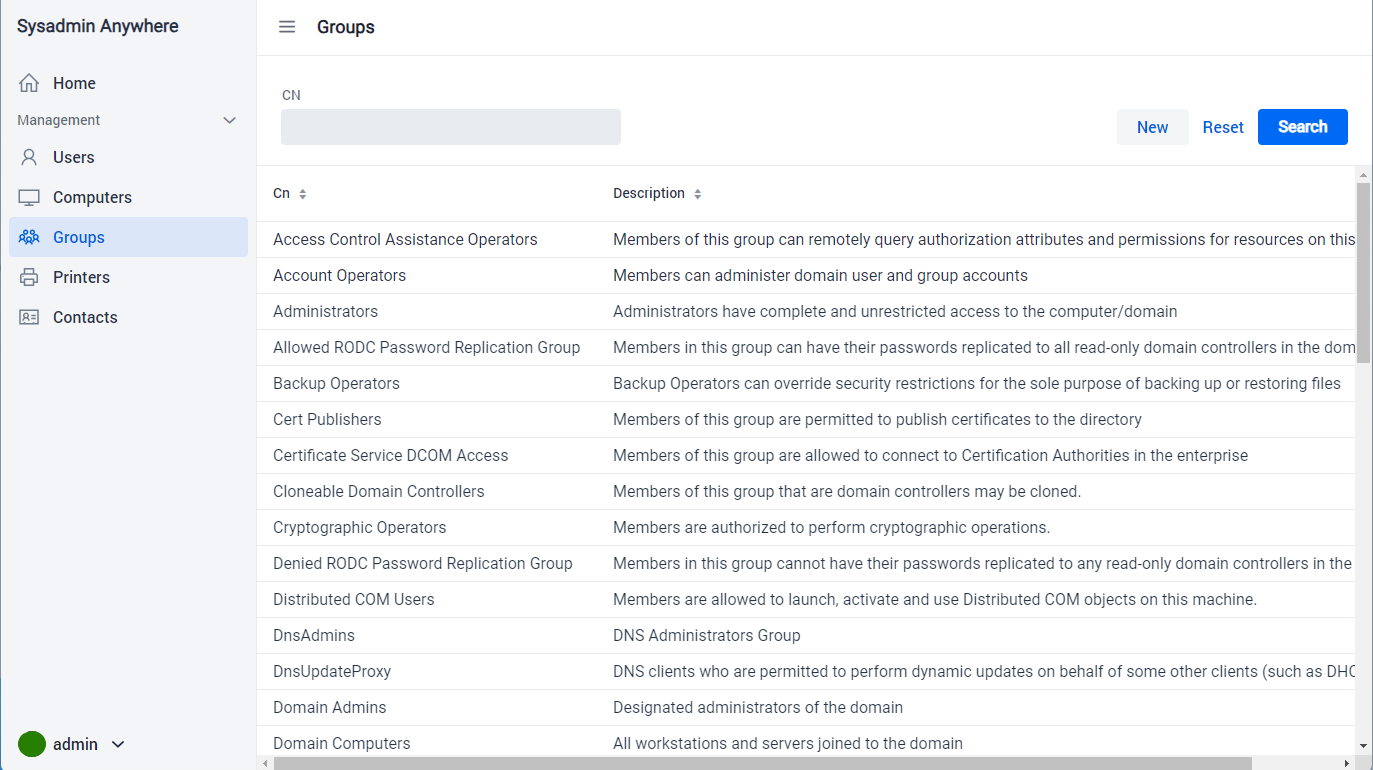 Sysadmin Anywhere
Groups
Home
Management
Users
Computers
Groups
Printers
Contacts
admin
CN
New Reset Search
Cn Description
Access Control Assistance Operators Members of this group can remotely query authorization attributes and permissions for resources on this
Account Operators Members can administer domain user and group accounts
Administrators Administrators have complete and unrestricted access to the computer/domain
Allowed RODC Password Replication Group Members in this group can have their passwords replicated to all read-only domain controllers in the dom
Backup Operators Backup Operators can override security restrictions for the sole purpose of backing up or restoring files
Cert Publishers Members of this group are permitted to publish certificates to the directory
Certificate Service DCOM Access Members of this group are allowed to connect to Certification Authorities in the enterprise
Cloneable Domain Controllers Members of this group that are domain controllers may be cloned.
Cryptographic Operators Members are authorized to perform cryptographic operations.
Denied RODC Password Replication Group Members in this group cannot have their passwords replicated to any read-only domain controllers in the
Distributed COM Users Members are allowed to launch, activate and use Distributed COM objects on this machine.
DnsAdmins DNS Administrators Group
DnsUpdateProxy DNS clients who are permitted to perform dynamic updates on behalf of some other clients (such as DHC
Domain Admins Designated administrators of the domain
Domain Computers All workstations and servers joined to the domain